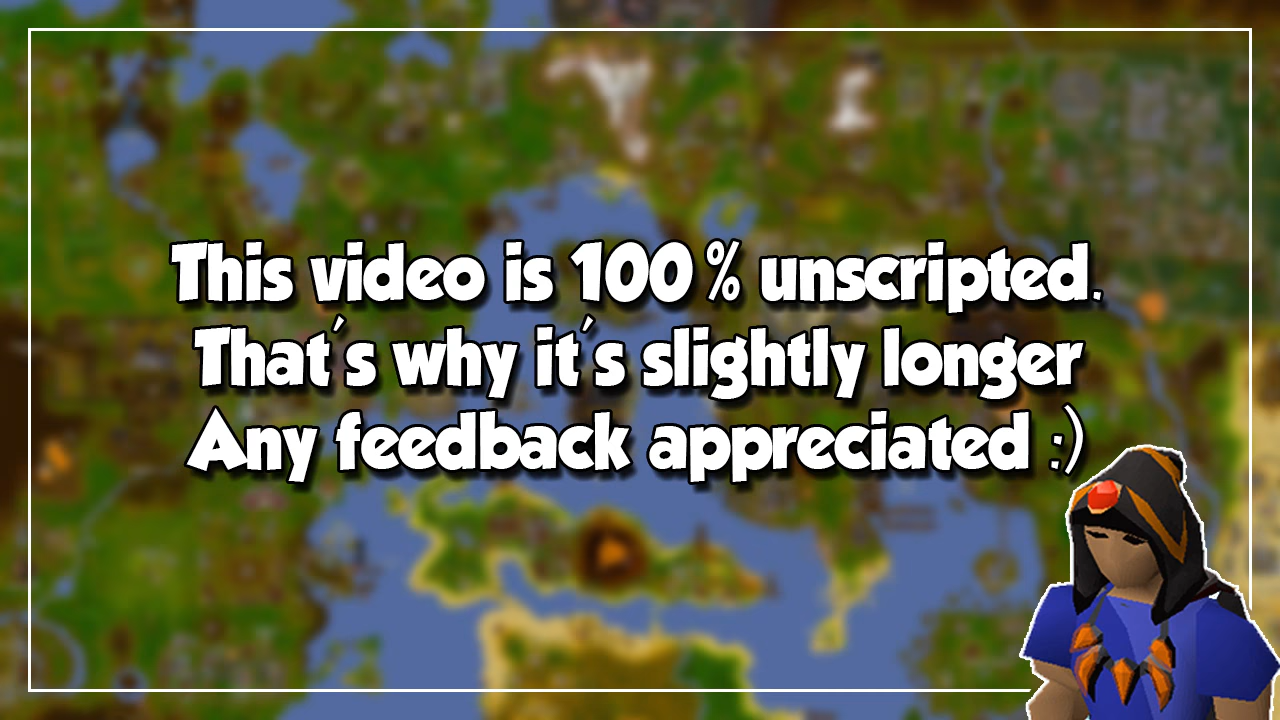 This video is 100% unscripted.
That's why it's slightly longer
Any feedback appreciated :)